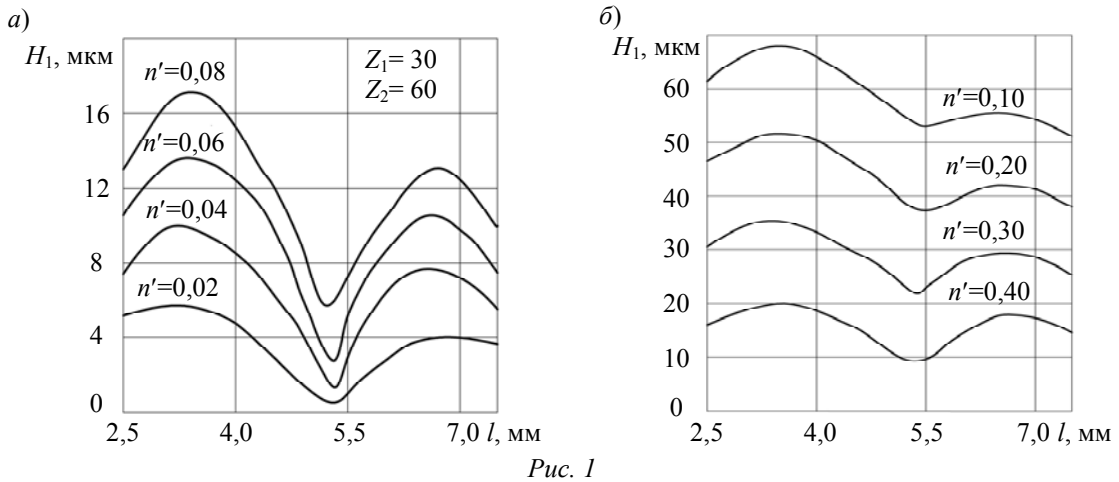 а)
H₁, мкм
n′=0,08
Z₁= 30
Z₂= 60
16
n′=0,06
12
n′=0,04
8
n′=0,02
4
0
2,5 4,0 5,5 7,0 l, мм
б)
H₁, мкм
60
n′=0,10
50
n′=0,20
40
n′=0,30
30
n′=0,40
20
10
0
2,5 4,0 5,5 7,0 l, мм
Рис. 1